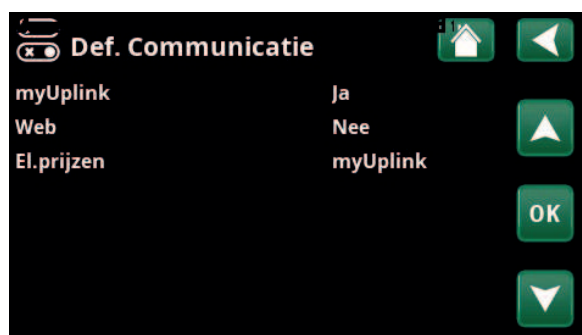 Def. Communicatie
myUplink Ja
Web Nee
El.prijzen myUplink
OK